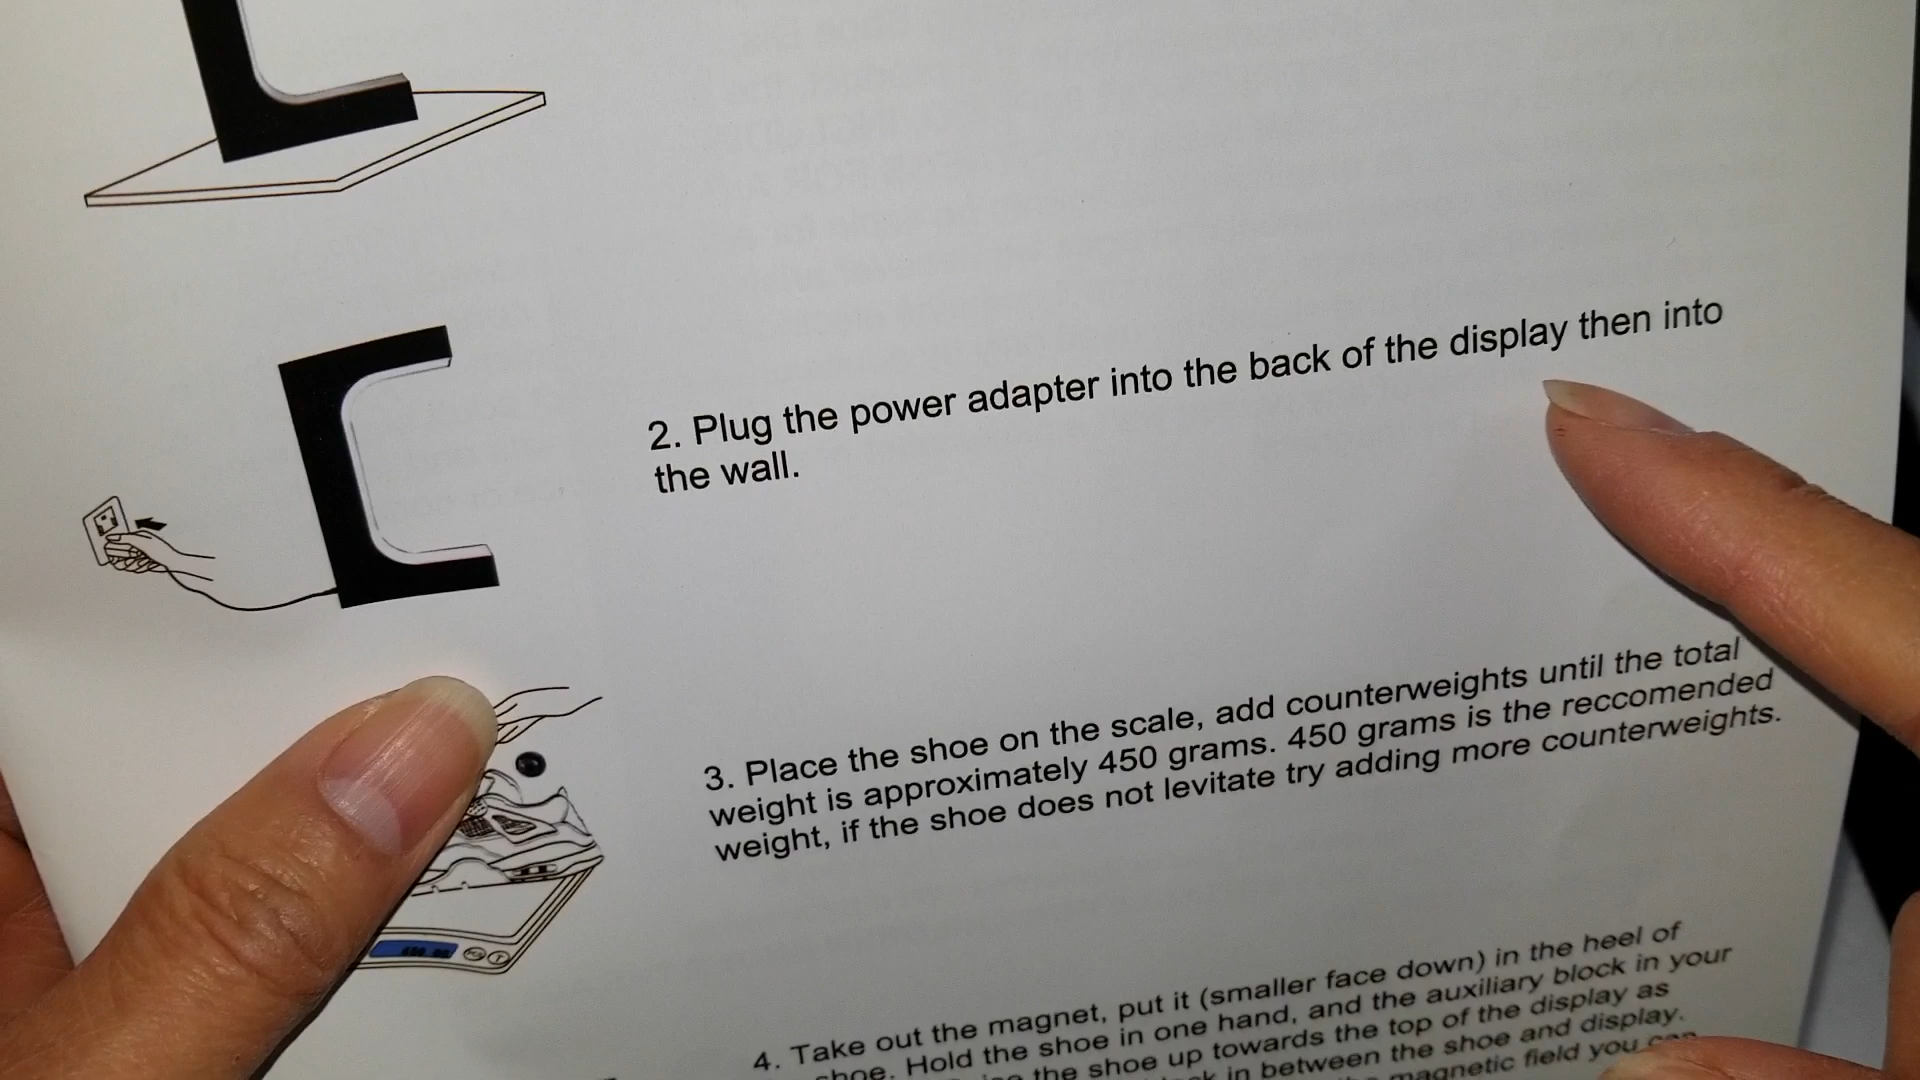 2. Plug the power adapter into the back of the display then into
the wall.
3. Place the shoe on the scale, add counterweights until the total
weight is approximately 450 grams. 450 grams is the reccomended
weight, if the shoe does not levitate try adding more counterweights.
4. Take out the magnet, put it (smaller face down) in the heel of
shoe. Hold the shoe in one hand, and the auxiliary block in your
the shoe up towards the top of the display as
in between the shoe and display.
magnetic field you can